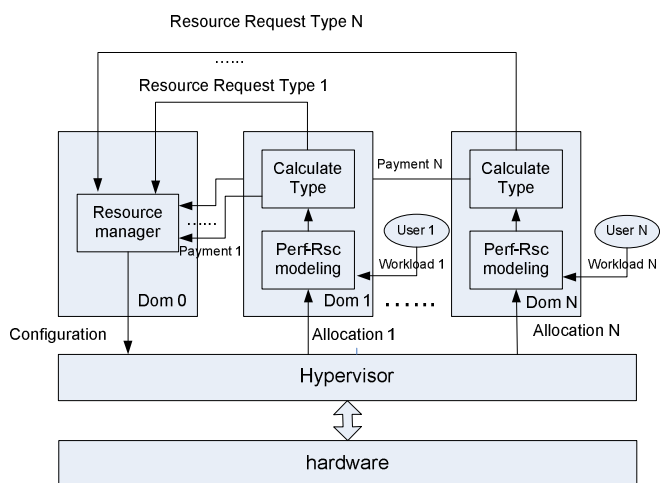 Resource Request Type N
......
Resource Request Type 1
Calculate
Type
Payment N
Calculate
Type
Resource
manager
......
Payment 1
User 1
User N
Perf-Rsc
modeling
Workload 1
Perf-Rsc
modeling
Workload N
Dom 0
Dom 1
......
Dom N
Configuration
Allocation 1
Allocation N
Hypervisor
hardware